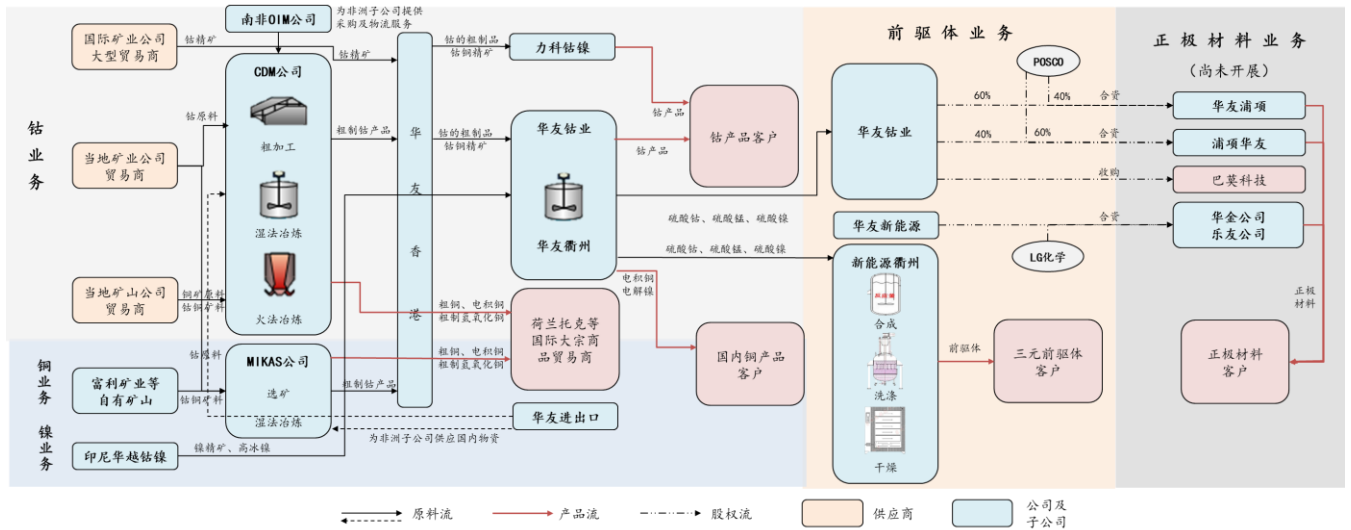 南非OIM公司
为非洲子公司提供
采购及物流服务
国际矿业公司
大型贸易商
钴精矿
钴精矿
CDM公司
粗加工
湿法冶炼
火法冶炼
钴业务
钴原料
当地矿业公司
贸易商
当地矿山公司
贸易商
铜矿原料
钴铜矿料
粗制钴产品
华
友
香
港
钴的粗制品
钴铜精矿
力科钴镍
钴产品
钴的粗制品
钴铜精矿
华友钴业
华友衢州
钴产品
钴产品客户
硫酸钴、硫酸锰、硫酸镍
硫酸钴、硫酸锰、硫酸镍
电积铜
电解镍
粗铜、电积铜
粗制氢氧化铜
荷兰托克等
国际大宗商
品贸易商
粗铜、电积铜
粗制氢氧化铜
国内铜产品
客户
铜业务
镍业务
钴原料
富利矿业等
自有矿山
钴铜矿料
MIKAS公司
选矿
湿法冶炼
粗制钴产品
华友进出口
为非洲子公司供应国内物资
印尼华越钴镍
镍精矿、高冰镍
前驱体业务
华友钴业
华友新能源
新能源衢州
合成
洗涤
干燥
前驱体
三元前驱体
客户
POSCO
60%
40%
合资
40%
60%
合资
收购
合资
LG化学
正极材料业务
（尚未开展）
华友浦项
浦项华友
巴莫科技
华金公司
乐友公司
正极
材料
正极材料
客户
原料流
产品流
股权流
供应商
公司及
子公司